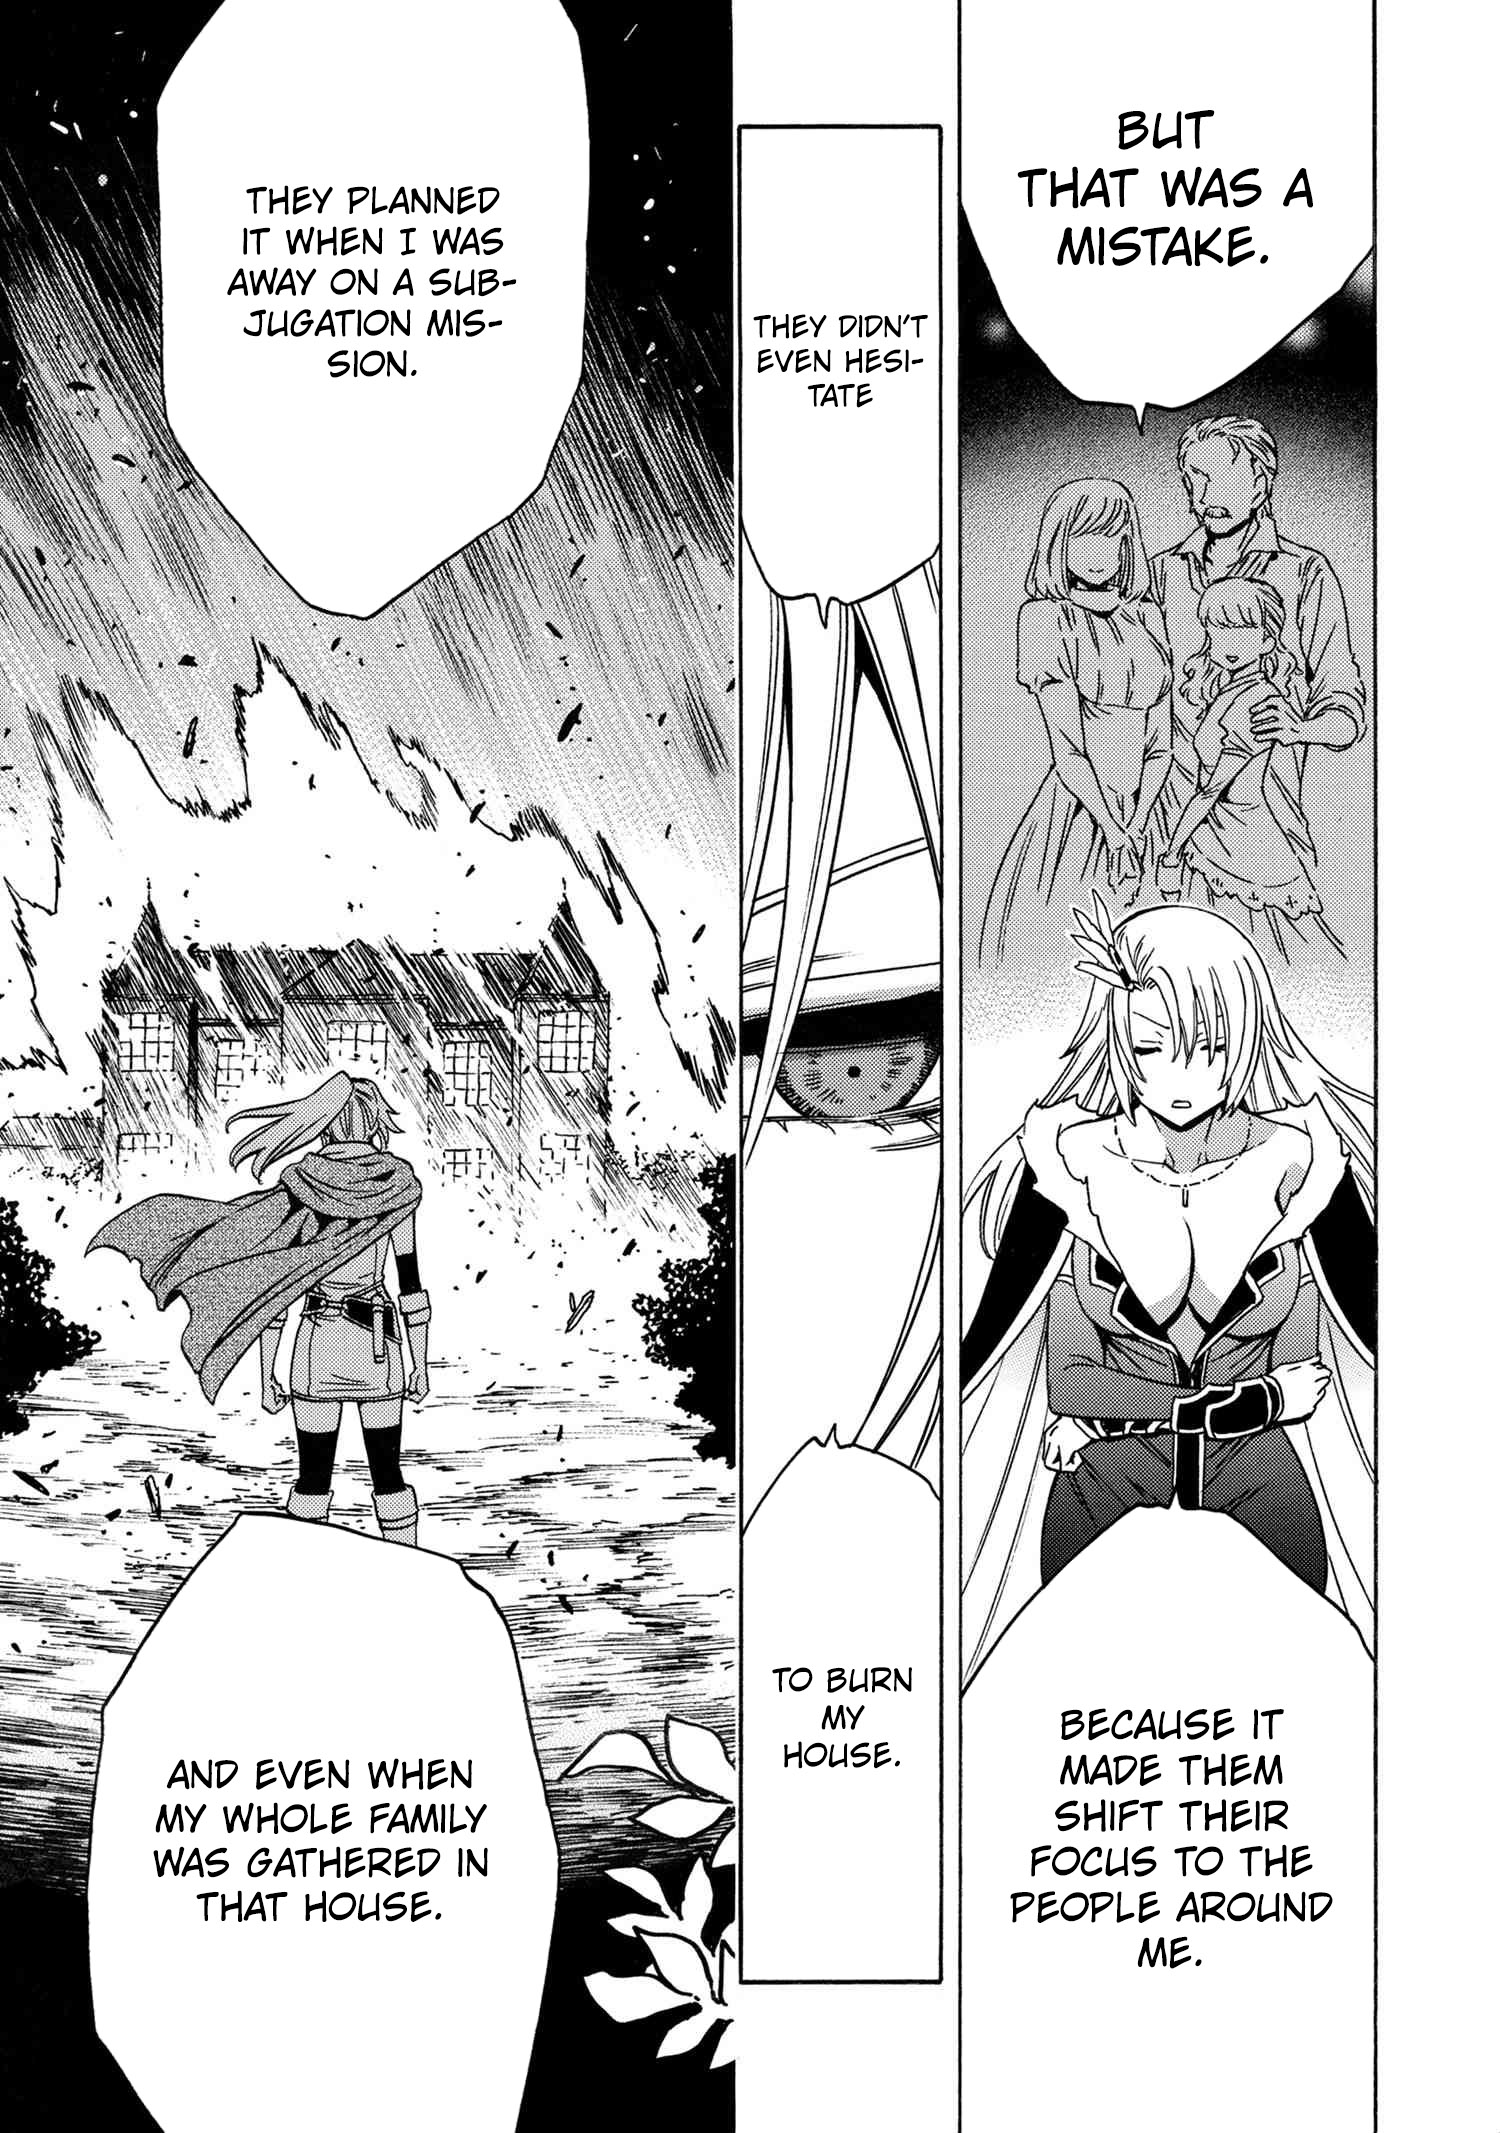 BUT
THAT WAS A
MISTAKE.
BECAUSE IT
MADE THEM
SHIFT THEIR
FOCUS TO THE
PEOPLE AROUND
ME.
THEY DIDN'T
EVEN HESI-
TATE
TO BURN
MY
HOUSE.
THEY PLANNED
IT WHEN I WAS
AWAY ON A SUB-
JUGATION MIS-
SION.
AND EVEN WHEN
MY WHOLE FAMILY
WAS GATHERED IN
THAT HOUSE.